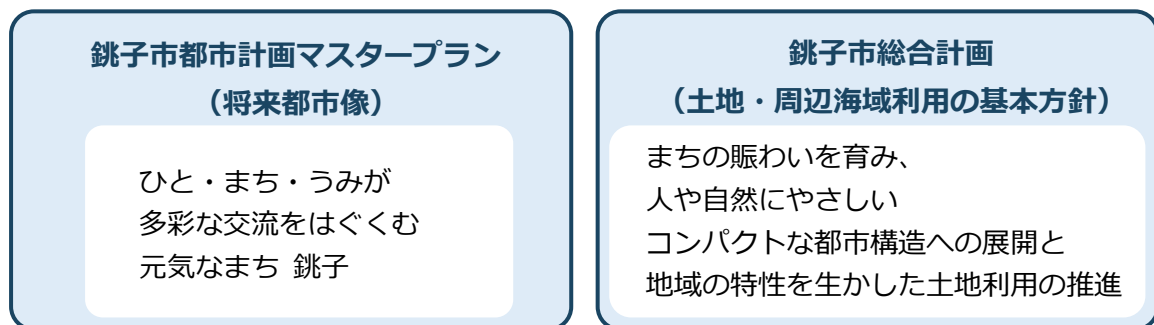 銚子市都市計画マスタープラン
（将来都市像）
ひと・まち・うみが
多彩な交流をはぐくむ
元気なまち 銚子
銚子市総合計画
（土地・周辺海域利用の基本方針）
まちの賑わいを育み、
人や自然にやさしい
コンパクトな都市構造への展開と
地域の特性を生かした土地利用の推進